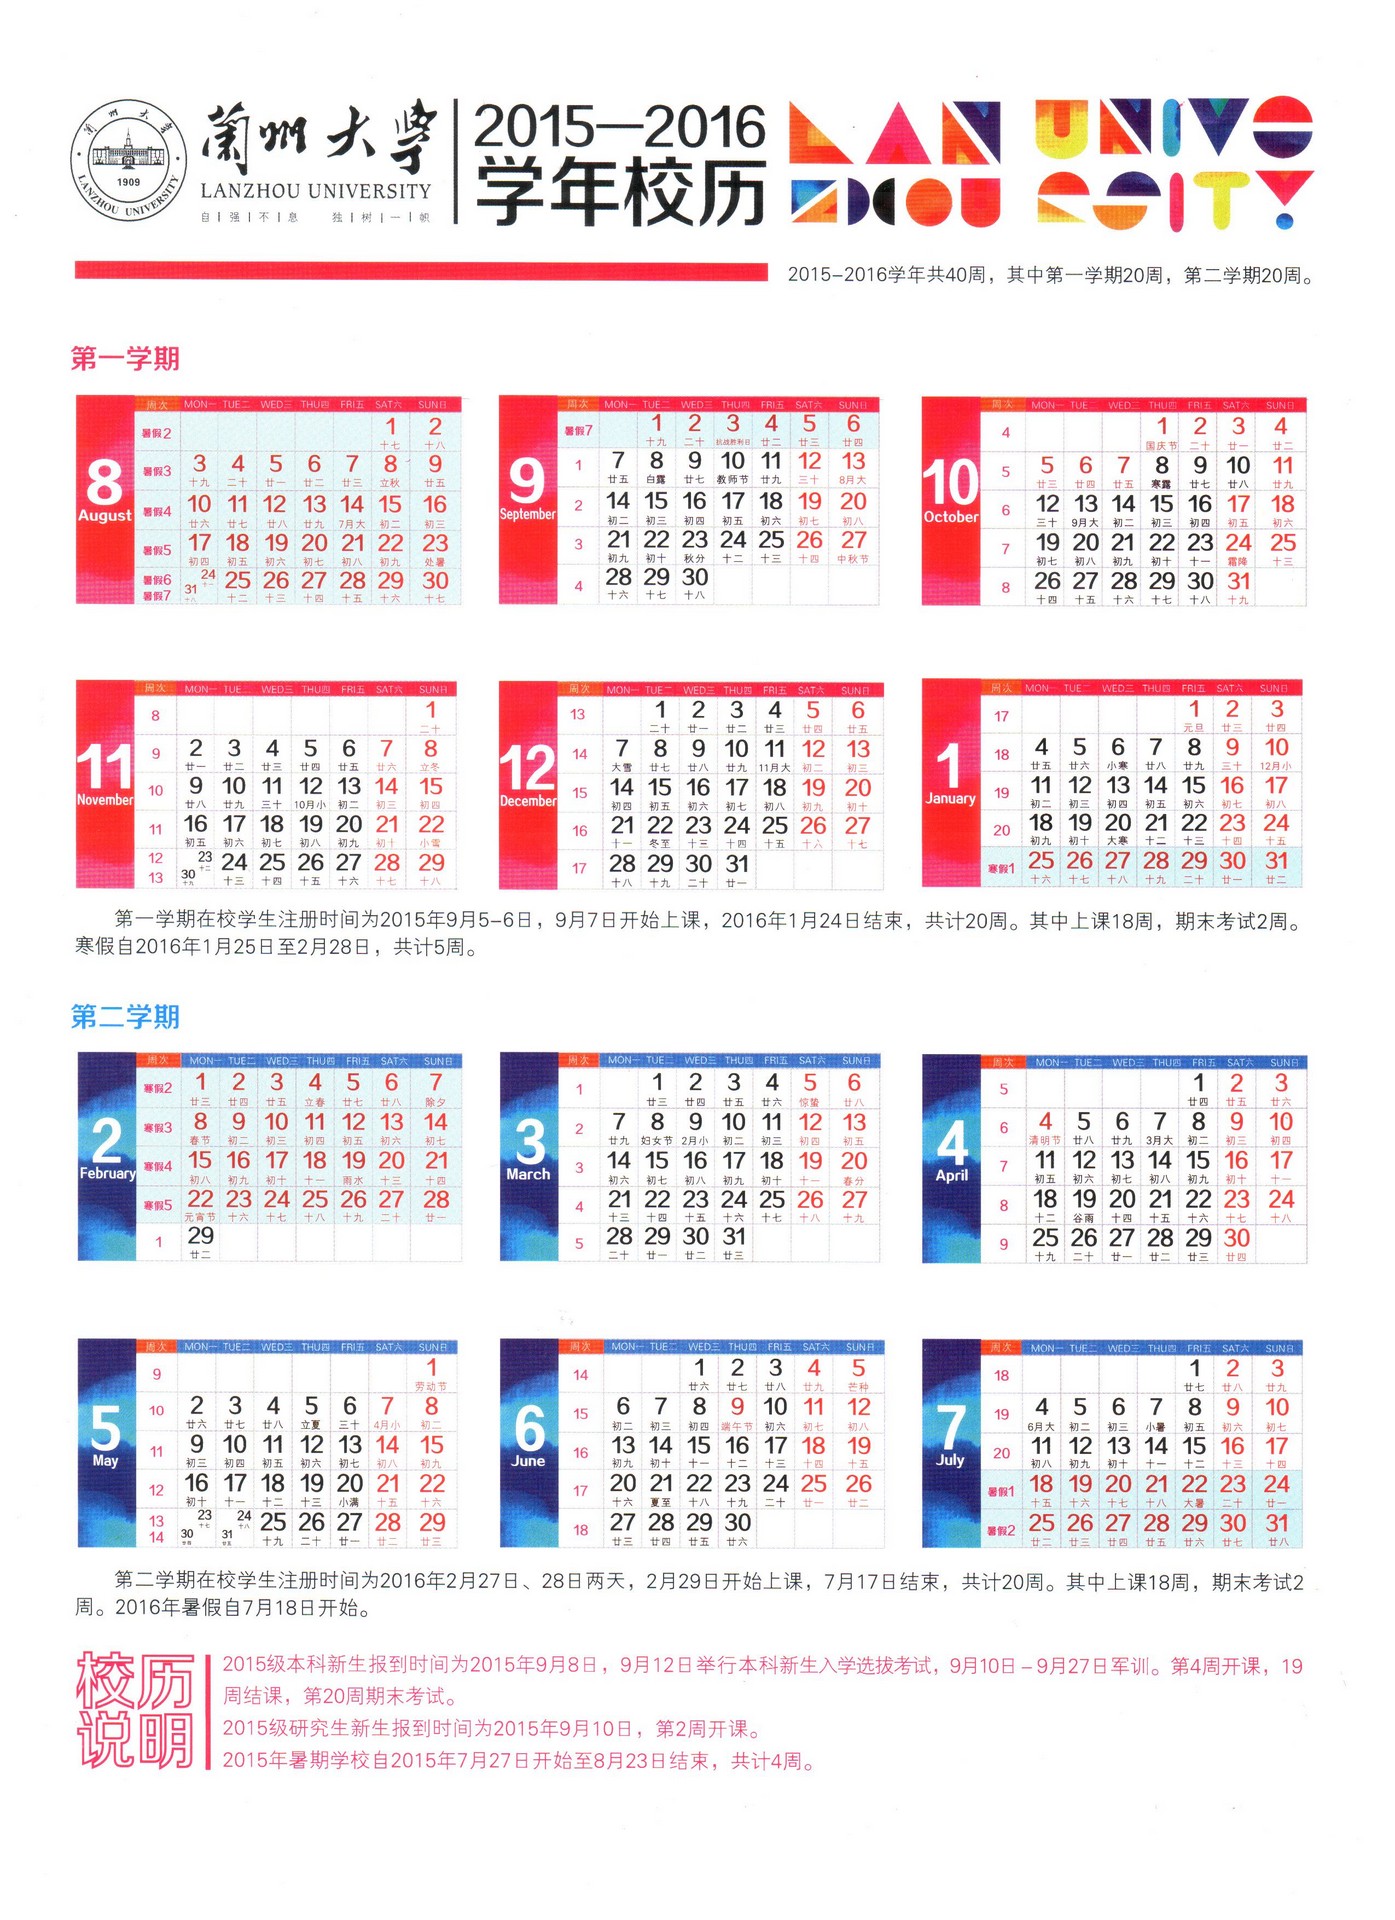 兰州大学
LANZHOU UNIVERSITY
自强不息 独树一帜
1909
2015—2016
学年校历
LAN
ZHOU
UNIVERSITY
2015-2016学年共40周，其中第一学期20周，第二学期20周。
第一学期
8
August
周次 MON一 TUE二 WED三 THU四 FRI五 SAT六 SUN日
暑假2 1 2
十七 十八
暑假3 3 4 5 6 7 8 9
十九 二十 廿一 廿二 廿三 立秋 廿五
暑假4 10 11 12 13 14 15 16
廿六 廿七 廿八 廿九 7月大 初二 初三
暑假5 17 18 19 20 21 22 23
初四 初五 初六 初七 初八 初九 处暑
暑假6 24 25 26 27 28 29 30
十一 十二 十三 十四 十五 十六 十七
暑假7 31
十八
9
September
周次 MON一 TUE二 WED三 THU四 FRI五 SAT六 SUN日
暑假7 1 2 3 4 5 6
十九 二十 抗战胜利日 廿二 廿三 廿四
1 7 8 9 10 11 12 13
廿五 白露 廿七 教师节 廿九 三十 8月大
2 14 15 16 17 18 19 20
初二 初三 初四 初五 初六 初七 初八
3 21 22 23 24 25 26 27
初九 初十 秋分 十二 十三 十四 中秋节
4 28 29 30
十六 十七 十八
10
October
周次 MON一 TUE二 WED三 THU四 FRI五 SAT六 SUN日
4 1 2 3 4
国庆节 二十 廿一 廿二
5 5 6 7 8 9 10 11
廿三 廿四 廿五 寒露 廿七 廿八 廿九
6 12 13 14 15 16 17 18
三十 9月大 初二 初三 初四 初五 初六
7 19 20 21 22 23 24 25
初七 初八 初九 初十 十一 霜降 十三
8 26 27 28 29 30 31
十四 十五 十六 十七 十八 十九
11
November
周次 MON一 TUE二 WED三 THU四 FRI五 SAT六 SUN日
8 1
二十
9 2 3 4 5 6 7 8
廿一 廿二 廿三 廿四 廿五 廿六 立冬
10 9 10 11 12 13 14 15
廿八 廿九 三十 10月小 初二 初三 初四
11 16 17 18 19 20 21 22
初五 初六 初七 初八 初九 初十 小雪
12 23 24 25 26 27 28 29
十二 十三 十四 十五 十六 十七 十八
13 30
十九
12
December
周次 MON一 TUE二 WED三 THU四 FRI五 SAT六 SUN日
13 1 2 3 4 5 6
二十 廿一 廿二 廿三 廿四 廿五
14 7 8 9 10 11 12 13
大雪 廿七 廿八 廿九 11月大 初二 初三
15 14 15 16 17 18 19 20
初四 初五 初六 初七 初八 初九 初十
16 21 22 23 24 25 26 27
十一 冬至 十三 十四 十五 十六 十七
17 28 29 30 31
十八 十九 二十 廿一
1
January
周次 MON一 TUE二 WED三 THU四 FRI五 SAT六 SUN日
17 1 2 3
元旦 廿三 廿四
18 4 5 6 7 8 9 10
廿五 廿六 小寒 廿八 廿九 三十 12月小
19 11 12 13 14 15 16 17
初二 初三 初四 初五 初六 初七 初八
20 18 19 20 21 22 23 24
初九 初十 大寒 十二 十三 十四 十五
寒假1 25 26 27 28 29 30 31
十六 十七 十八 十九 二十 廿一 廿二
第一学期在校学生注册时间为2015年9月5-6日，9月7日开始上课，2016年1月24日结束，共计20周。其中上课18周，期末考试2周。
寒假自2016年1月25日至2月28日，共计5周。
第二学期
2
February
周次 MON一 TUE二 WED三 THU四 FRI五 SAT六 SUN日
寒假2 1 2 3 4 5 6 7
廿三 廿四 廿五 立春 廿七 廿八 除夕
寒假3 8 9 10 11 12 13 14
春节 初二 初三 初四 初五 初六 初七
寒假4 15 16 17 18 19 20 21
初八 初九 初十 十一 雨水 十三 十四
寒假5 22 23 24 25 26 27 28
元宵节 十六 十七 十八 十九 二十 廿一
1 29
廿二
3
March
周次 MON一 TUE二 WED三 THU四 FRI五 SAT六 SUN日
1 1 2 3 4 5 6
廿三 廿四 廿五 廿六 惊蛰 廿八
2 7 8 9 10 11 12 13
廿九 妇女节 2月小 初二 初三 初四 初五
3 14 15 16 17 18 19 20
初六 初七 初八 初九 初十 十一 春分
4 21 22 23 24 25 26 27
十三 十四 十五 十六 十七 十八 十九
5 28 29 30 31
二十 廿一 廿二 廿三
4
April
周次 MON一 TUE二 WED三 THU四 FRI五 SAT六 SUN日
5 1 2 3
廿四 廿五 廿六
6 4 5 6 7 8 9 10
清明节 廿八 廿九 3月大 初二 初三 初四
7 11 12 13 14 15 16 17
初五 初六 初七 初八 初九 初十 十一
8 18 19 20 21 22 23 24
十二 谷雨 十四 十五 十六 十七 十八
9 25 26 27 28 29 30
十九 二十 廿一 廿二 廿三 廿四
5
May
周次 MON一 TUE二 WED三 THU四 FRI五 SAT六 SUN日
9 1
劳动节
10 2 3 4 5 6 7 8
廿六 廿七 廿八 立夏 三十 4月小 初二
11 9 10 11 12 13 14 15
初三 初四 初五 初六 初七 初八 初九
12 16 17 18 19 20 21 22
初十 十一 十二 十三 小满 十五 十六
13 23 24 25 26 27 28 29
十七 十八 十九 二十 廿一 廿二 廿三
14 30 31
廿四 廿五
6
June
周次 MON一 TUE二 WED三 THU四 FRI五 SAT六 SUN日
14 1 2 3 4 5
廿六 廿七 廿八 廿九 芒种
15 6 7 8 9 10 11 12
初二 初三 初四 端午节 初六 初七 初八
16 13 14 15 16 17 18 19
初九 初十 十一 十二 十三 十四 十五
17 20 21 22 23 24 25 26
十六 夏至 十八 十九 二十 廿一 廿二
18 27 28 29 30
廿三 廿四 廿五 廿六
7
July
周次 MON一 TUE二 WED三 THU四 FRI五 SAT六 SUN日
18 1 2 3
廿七 廿八 廿九
19 4 5 6 7 8 9 10
6月大 初二 初三 小暑 初五 初六 初七
20 11 12 13 14 15 16 17
初八 初九 初十 十一 十二 十三 十四
暑假1 18 19 20 21 22 23 24
十五 十六 十七 十八 大暑 二十 廿一
暑假2 25 26 27 28 29 30 31
廿二 廿三 廿四 廿五 廿六 廿七 廿八
第二学期在校学生注册时间为2016年2月27日、28日两天，2月29日开始上课，7月17日结束，共计20周。其中上课18周，期末考试2
周。2016年暑假自7月18日开始。
校历
说明
2015级本科新生报到时间为2015年9月8日，9月12日举行本科新生入学选拔考试，9月10日－9月27日军训。第4周开课，19
周结课，第20周期末考试。
2015级研究生新生报到时间为2015年9月10日，第2周开课。
2015年暑期学校自2015年7月27日开始至8月23日结束，共计4周。